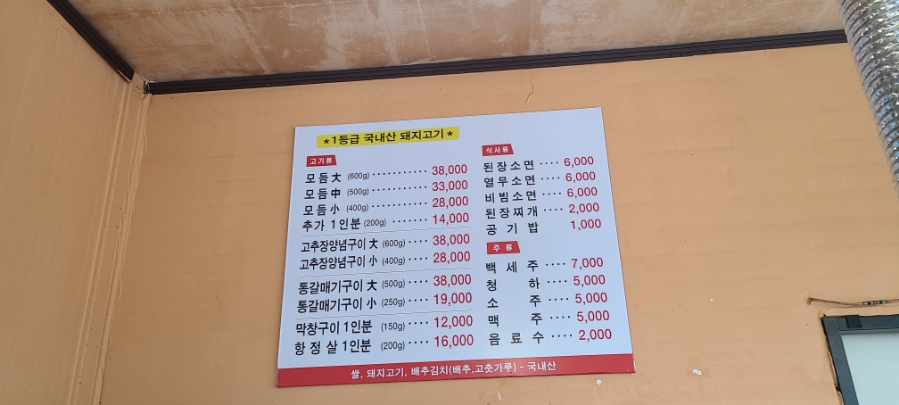 ★1등급 국내산 돼지고기★
고기류
모듬 大 (600g) ··········· 38,000
모듬 中 (500g) ··········· 33,000
모듬 小 (400g) ··········· 28,000
추가 1인분 (200g) ······· 14,000
고추장양념구이 大 (600g) ···· 38,000
고추장양념구이 小 (400g) ···· 28,000
통갈매기구이 大 (500g) ···· 38,000
통갈매기구이 小 (250g) ···· 19,000
막창구이 1인분 (150g) ···· 12,000
항정살 1인분 (200g) ···· 16,000
식사류
된장소면 ···· 6,000
열무소면 ···· 6,000
비빔소면 ···· 6,000
된장찌개 ···· 2,000
공기밥 1,000
주류
백세주 ···· 7,000
청하 ···· 5,000
소주 ···· 5,000
맥주 ···· 5,000
음료수 ···· 2,000
쌀, 돼지고기, 배추김치(배추,고춧가루) - 국내산